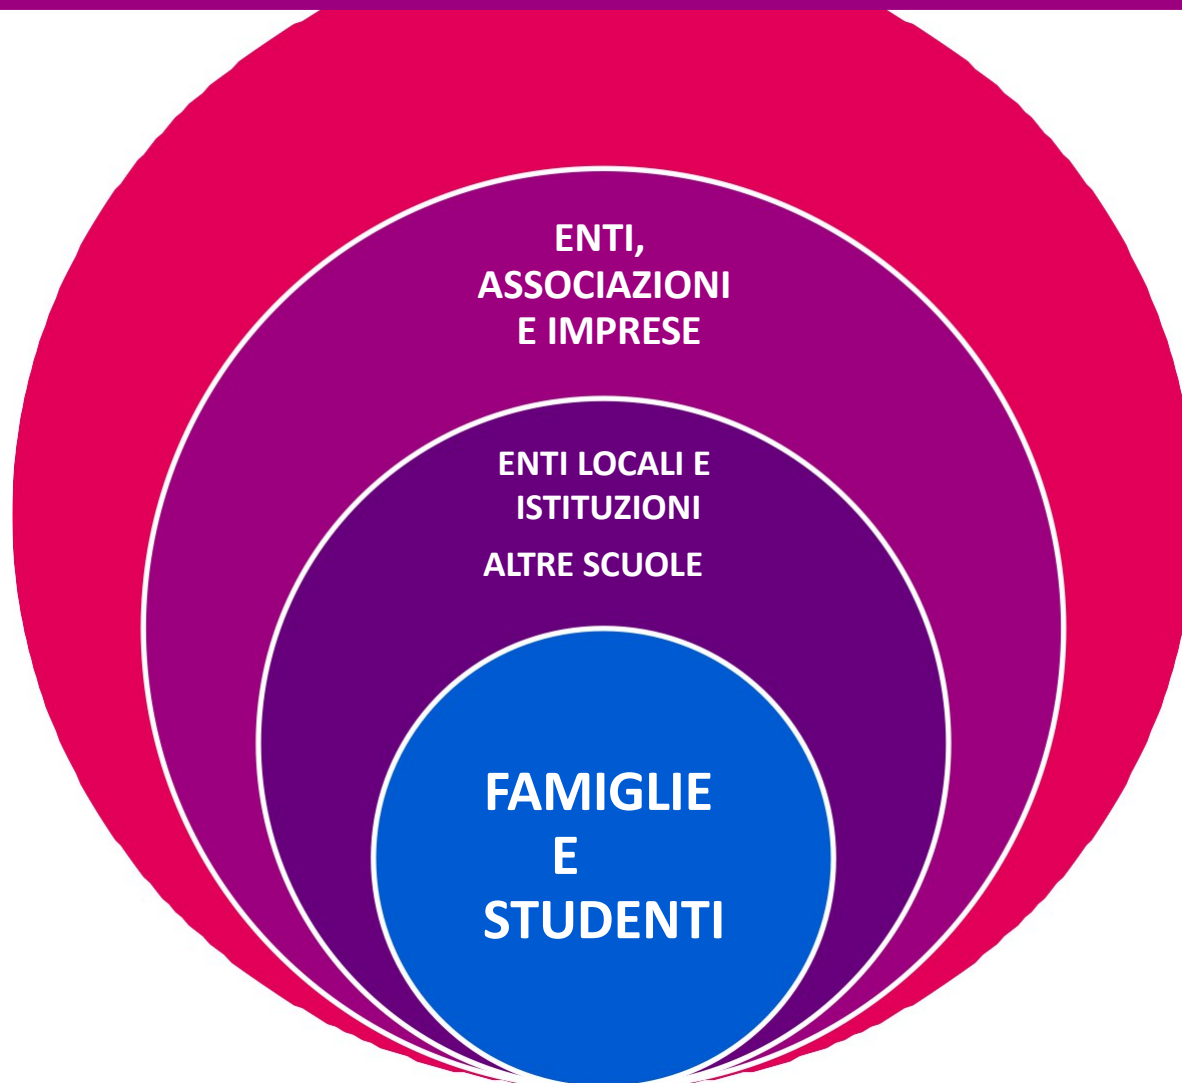 ENTI,
ASSOCIAZIONI
E IMPRESE
ENTI LOCALI E
ISTITUZIONI
ALTRE SCUOLE
FAMIGLIE
E
STUDENTI